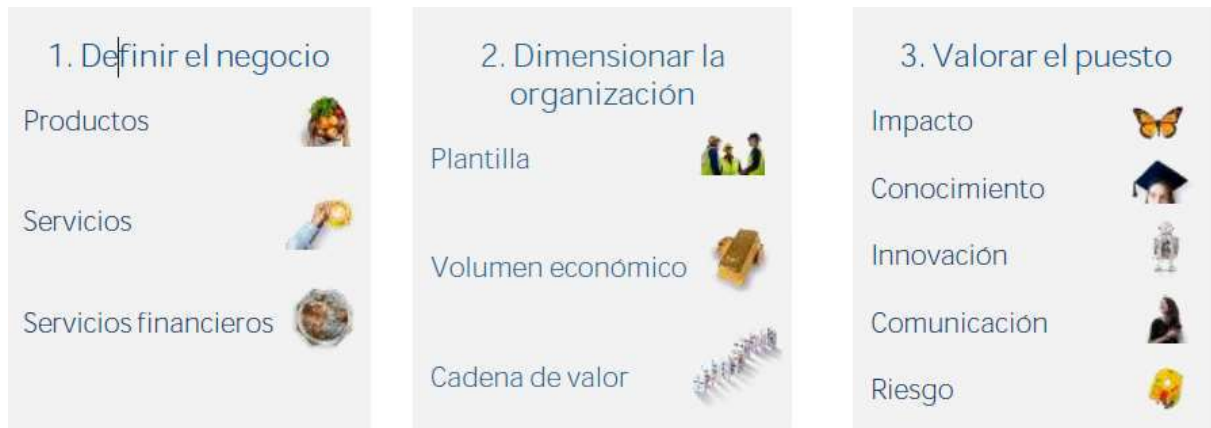 1. Definir el negocio
Productos
Servicios
Servicios financieros
2. Dimensionar la
organización
Plantilla
Volumen económico
Cadena de valor
3. Valorar el puesto
Impacto
Conocimiento
Innovación
Comunicación
Riesgo